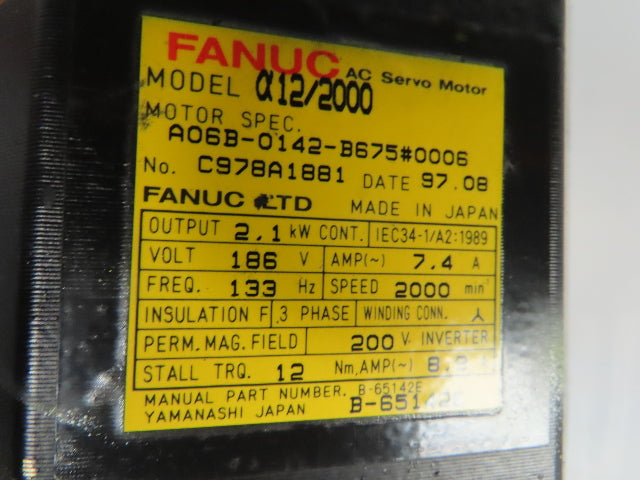 FANUC AC Servo Motor
MODEL α12/2000
MOTOR SPEC.
A06B-0142-B675#0006
No. C978A1881 DATE 97.08
FANUC LTD MADE IN JAPAN
OUTPUT 2.1 kW CONT. IEC34-1/A2:1989
VOLT 186 V AMP(~) 7.4 A
FREQ. 133 Hz SPEED 2000 min⁻¹
INSULATION F 3 PHASE WINDING CONN.
PERM. MAG. FIELD 200 V INVERTER
STALL TRQ. 12 Nm, AMP(~)
MANUAL PART NUMBER. B-65142E
YAMANASHI JAPAN